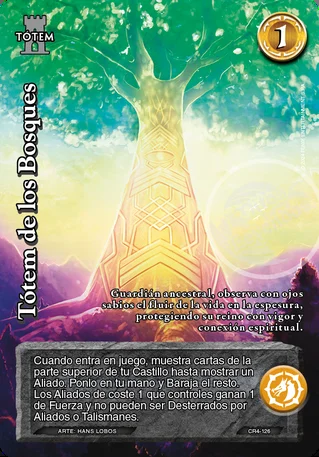 TÓTEM
1
Tótem de los Bosques
Guardián ancestral, observa con ojos
sabios el fluir de la vida en la espesura,
protegiendo su reino con vigor y
conexión espiritual.
Cuando entra en juego, muestra cartas de la
parte superior de tu Castillo hasta mostrar un
Aliado. Ponlo en tu mano y Baraja el resto.
Los Aliados de coste 1 que controles ganan 1
de Fuerza y no pueden ser Desterrados por
Aliados o Talismanes.
ARTE: HANS LOBOS
CR4-126